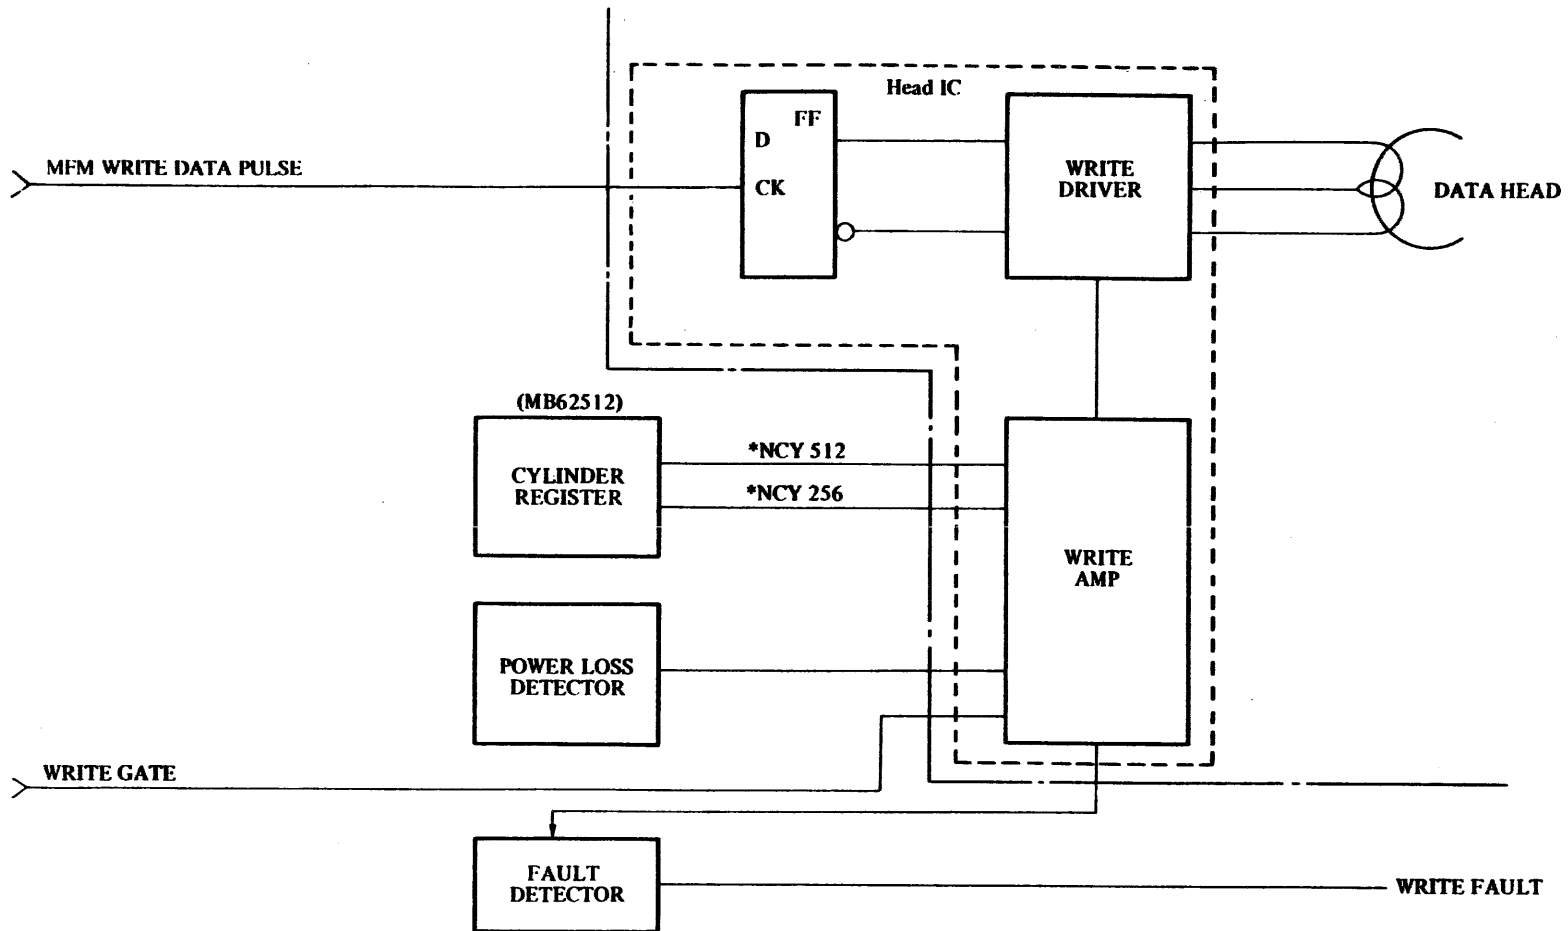 Head IC
FF
D
CK
MFM WRITE DATA PULSE
WRITE
DRIVER
DATA HEAD
(MB62512)
CYLINDER
REGISTER
*NCY 512
*NCY 256
WRITE
AMP
POWER LOSS
DETECTOR
WRITE GATE
FAULT
DETECTOR
WRITE FAULT